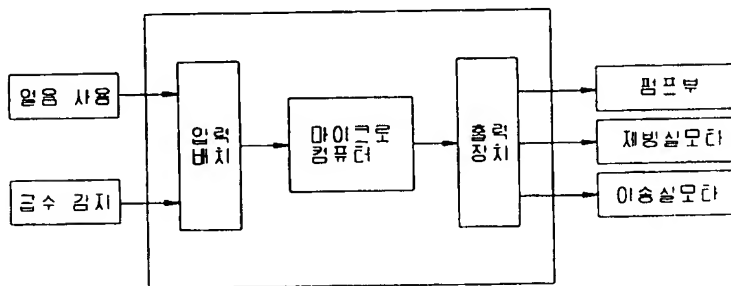 얼음 사용
급수 감지
입력
배치
마이크로
컴퓨터
출력
장치
펌프부
제빙실모타
이송실모타